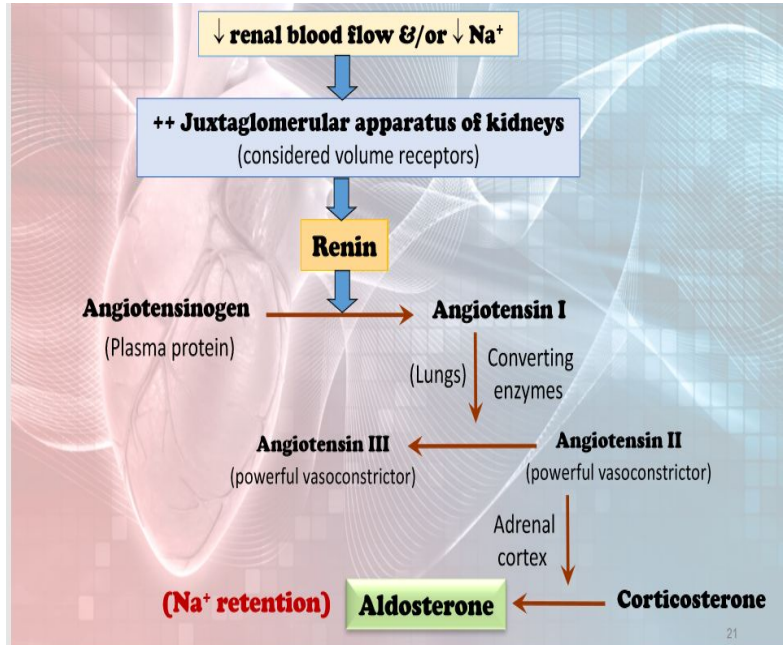 ↓ renal blood flow &/or ↓ Na⁺
++ Juxtaglomerular apparatus of kidneys
(considered volume receptors)
Renin
Angiotensinogen
(Plasma protein)
Angiotensin I
(Lungs)
Converting
enzymes
Angiotensin III
(powerful vasoconstrictor)
Angiotensin II
(powerful vasoconstrictor)
Adrenal
cortex
(Na⁺ retention)
Aldosterone
Corticosterone
21